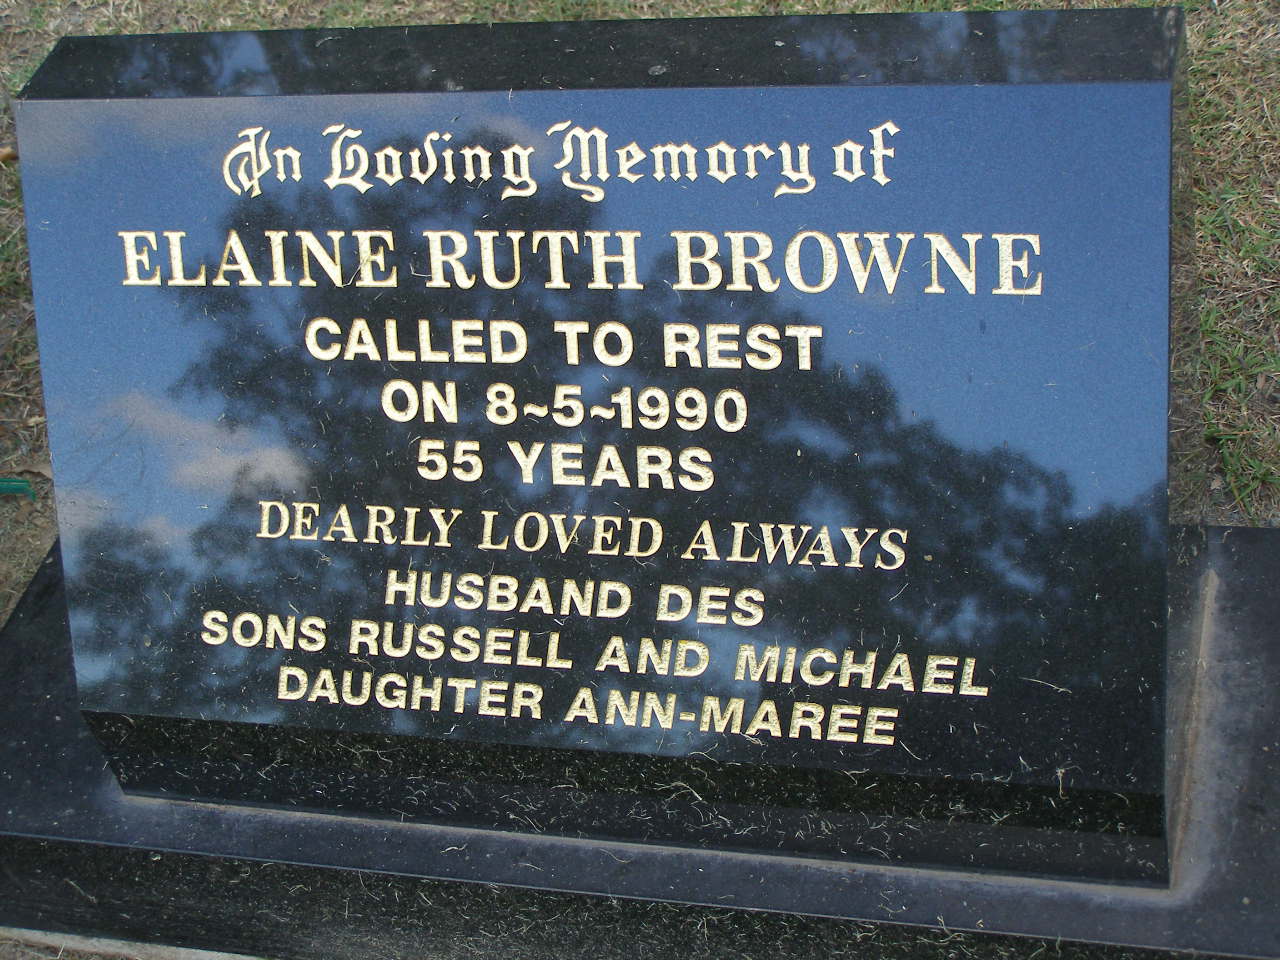 In Loving Memory of
ELAINE RUTH BROWNE
CALLED TO REST
ON 8~5~1990
55 YEARS
DEARLY LOVED ALWAYS
HUSBAND DES
SONS RUSSELL AND MICHAEL
DAUGHTER ANN-MAREE